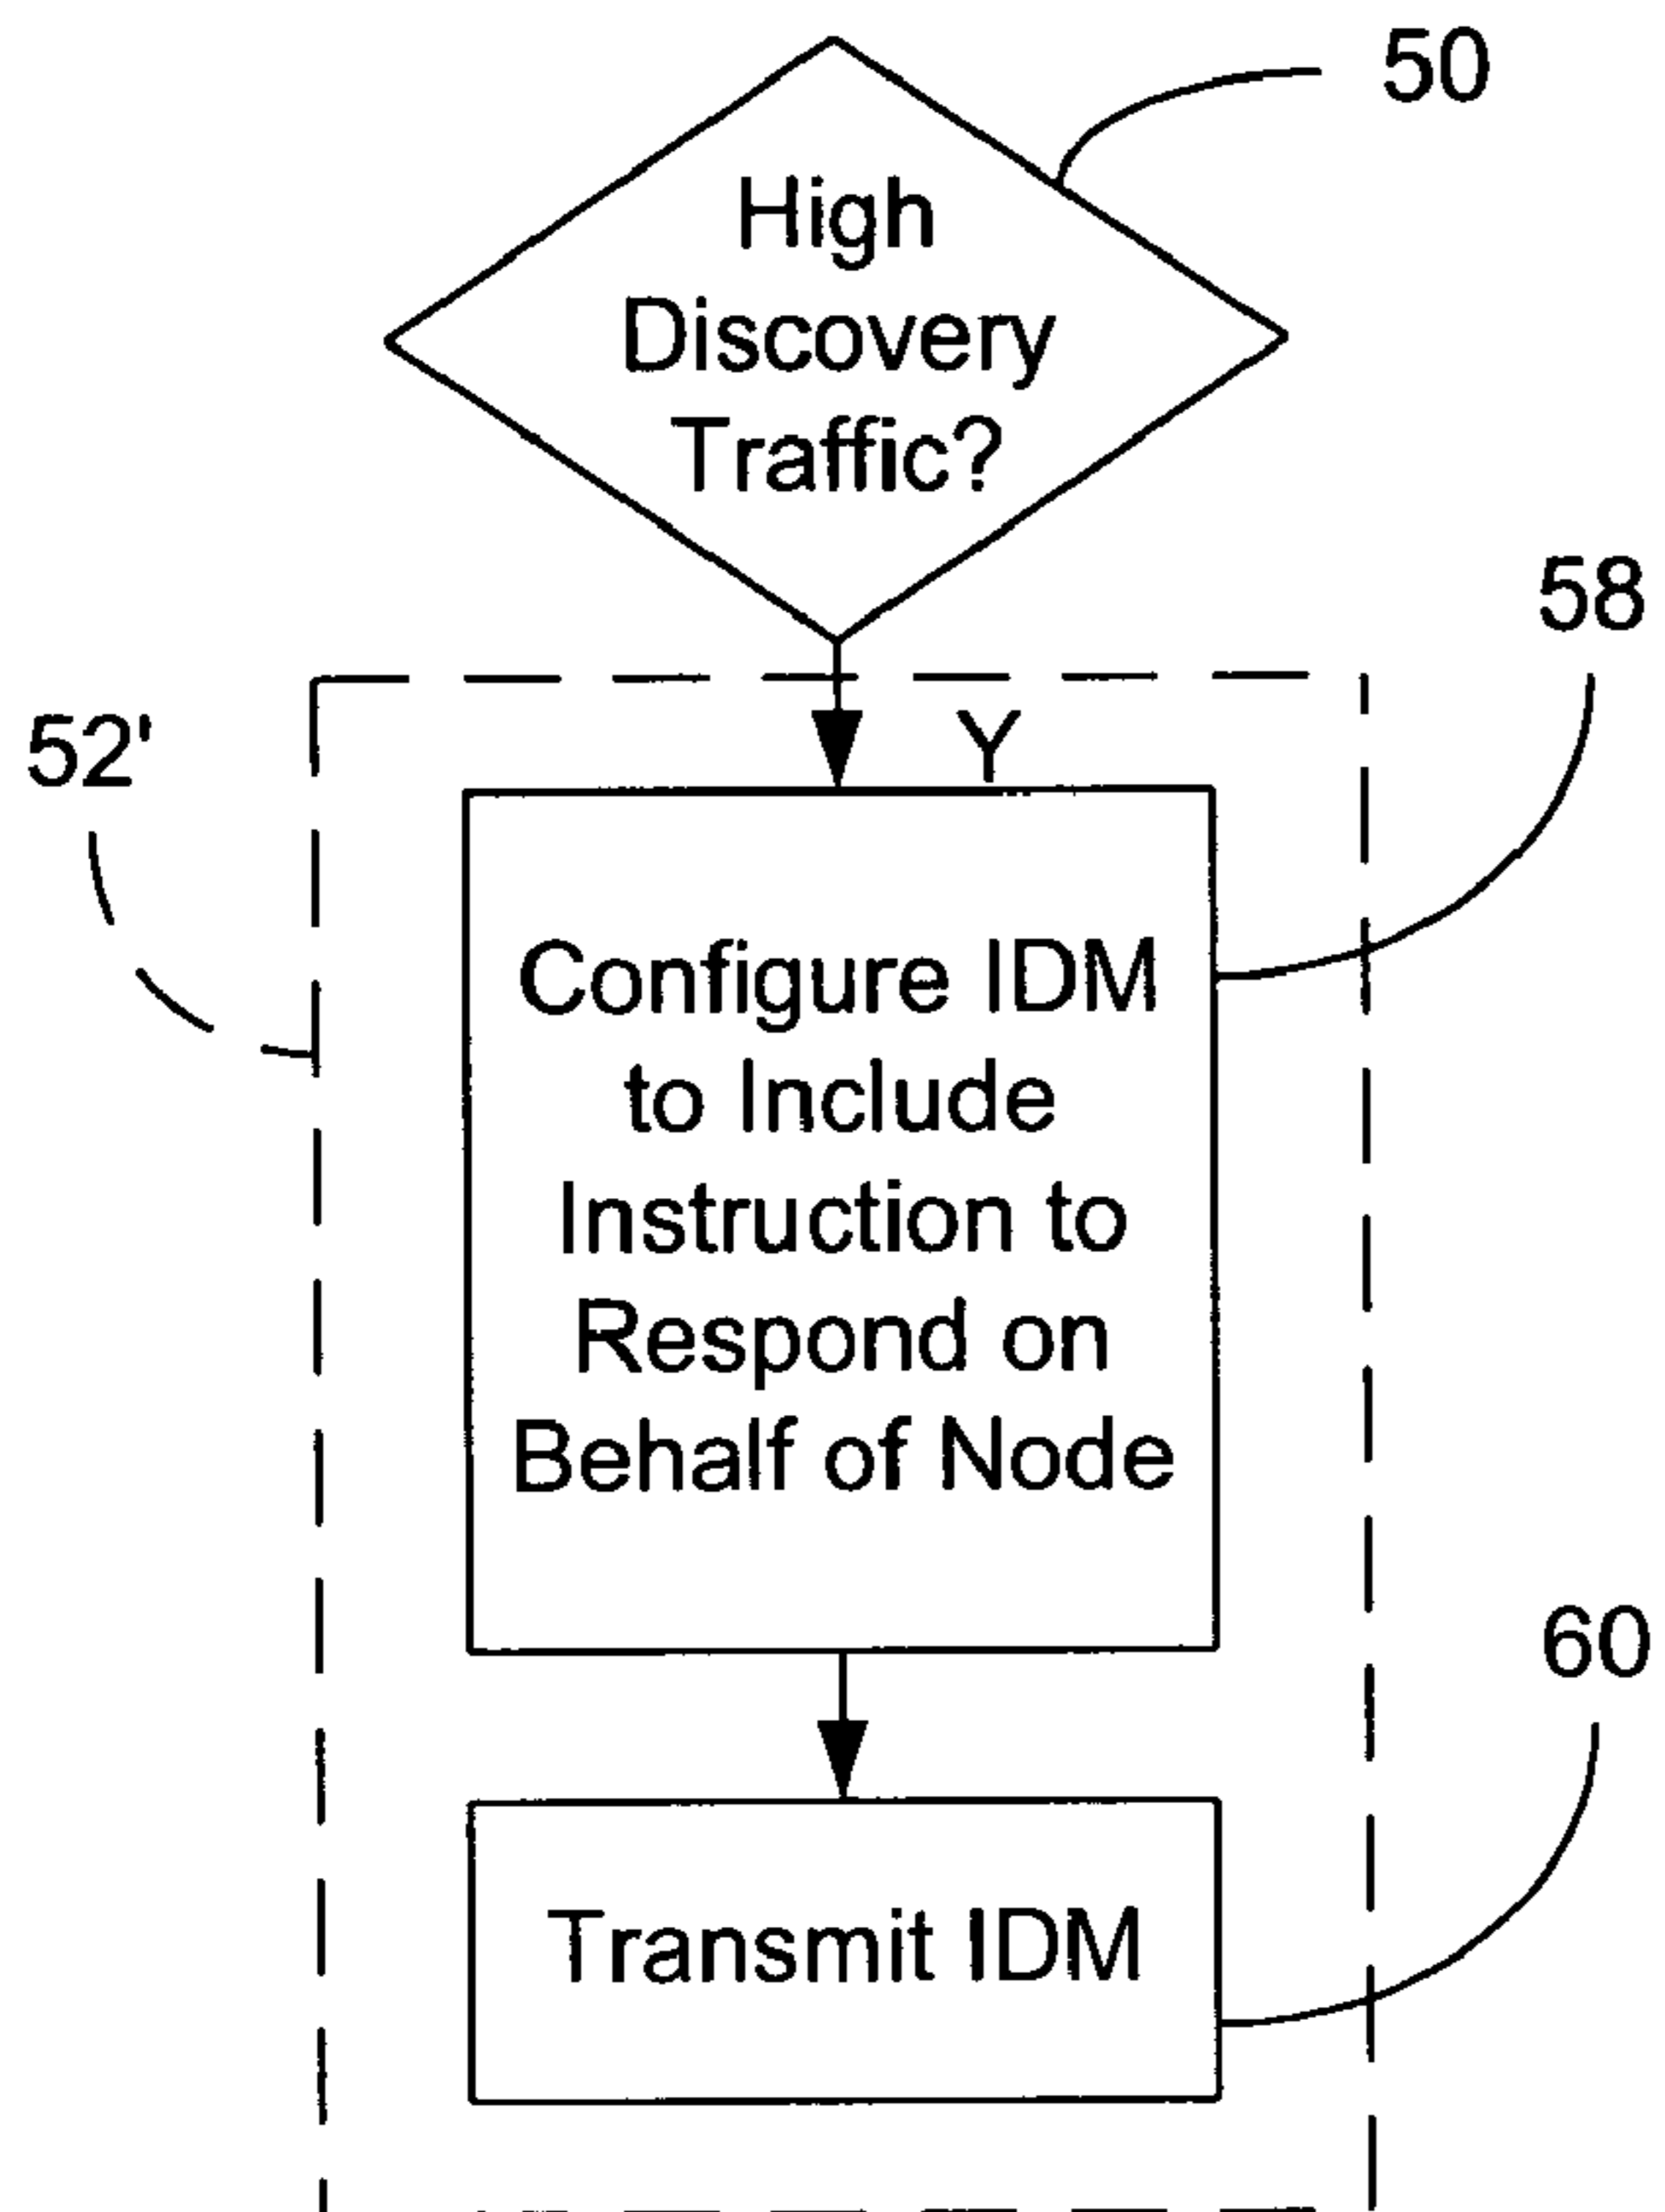 50
High
Discovery
Traffic?
58
52'
Y
Configure IDM
to Include
Instruction to
Respond on
Behalf of Node
60
Transmit IDM